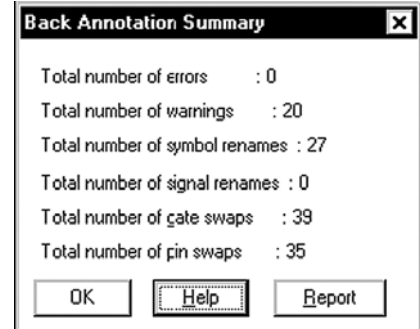 Back Annotation Summary
Total number of errors : 0
Total number of warnings : 20
Total number of symbol renames : 27
Total number of signal renames : 0
Total number of gate swaps : 39
Total number of pin swaps : 35
OK Help Report